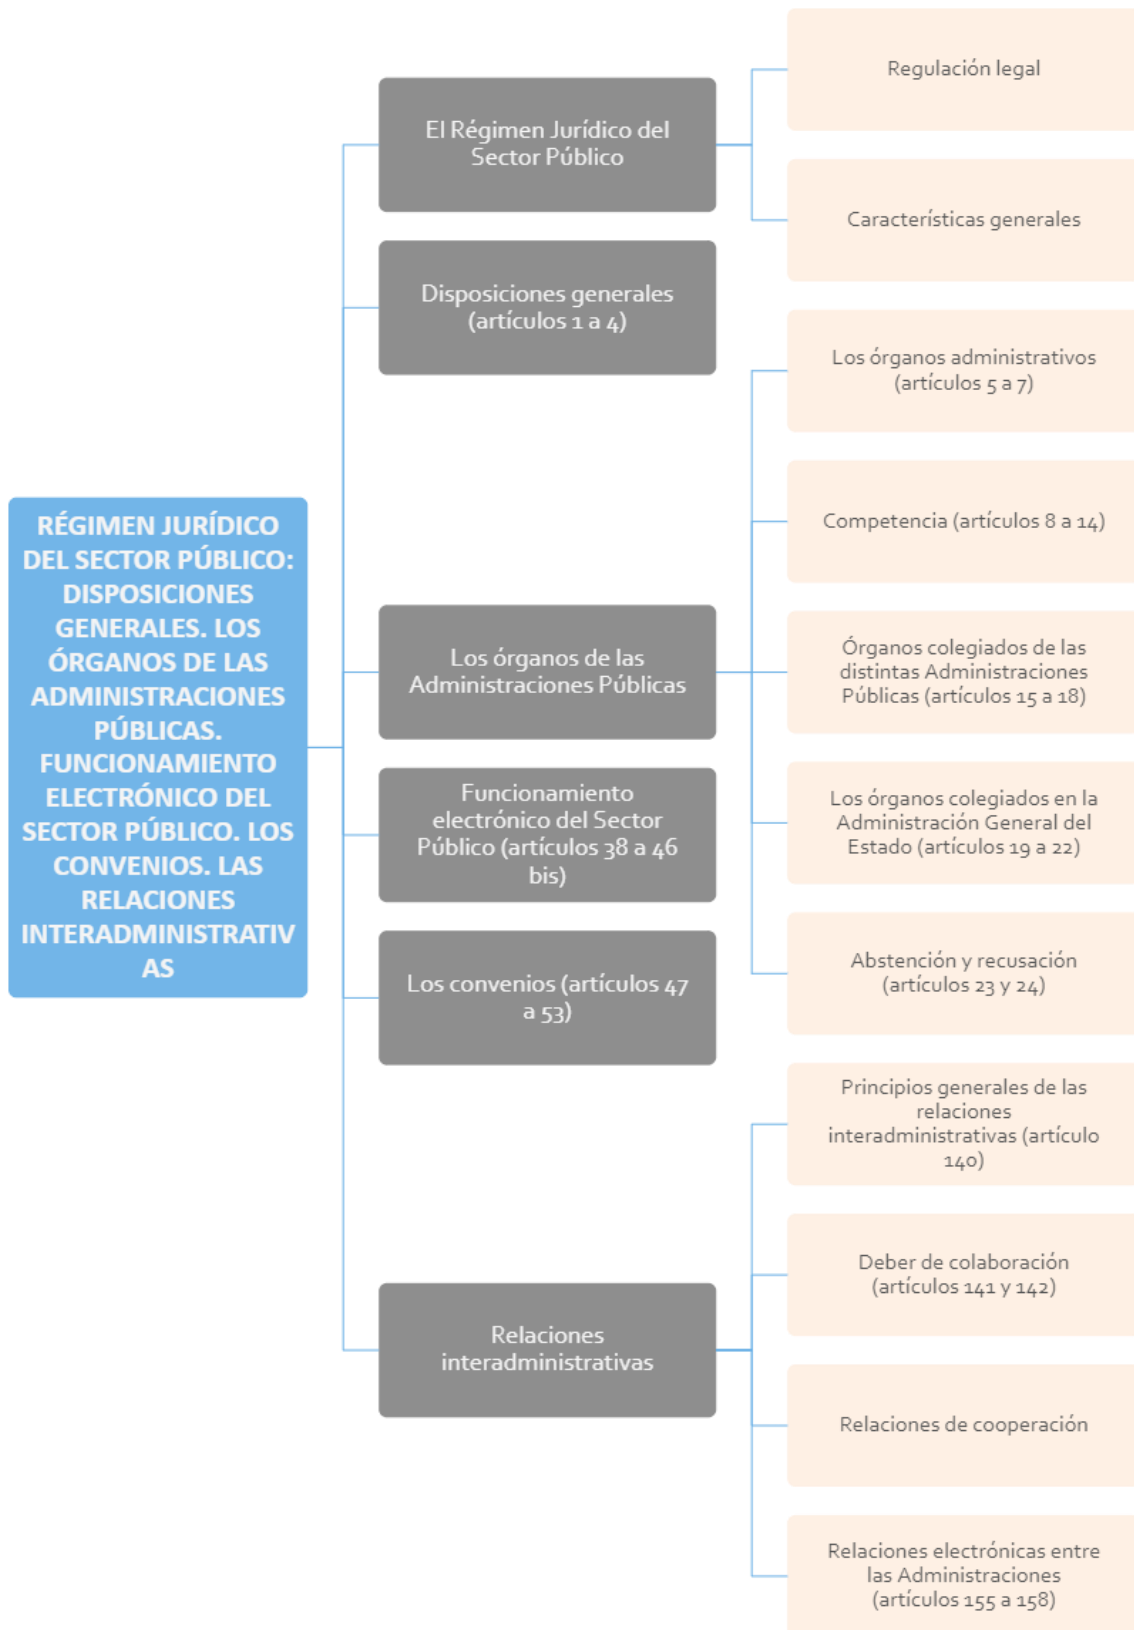 RÉGIMEN JURÍDICO
DEL SECTOR PÚBLICO:
DISPOSICIONES
GENERALES. LOS
ÓRGANOS DE LAS
ADMINISTRACIONES
PÚBLICAS.
FUNCIONAMIENTO
ELECTRÓNICO DEL
SECTOR PÚBLICO. LOS
CONVENIOS. LAS
RELACIONES
INTERADMINISTRATIV
AS
El Régimen Jurídico del
Sector Público
Regulación legal
Características generales
Disposiciones generales
(artículos 1 a 4)
Los órganos de las
Administraciones Públicas
Los órganos administrativos
(artículos 5 a 7)
Competencia (artículos 8 a 14)
Órganos colegiados de las
distintas Administraciones
Públicas (artículos 15 a 18)
Los órganos colegiados en la
Administración General del
Estado (artículos 19 a 22)
Abstención y recusación
(artículos 23 y 24)
Funcionamiento
electrónico del Sector
Público (artículos 38 a 46
bis)
Los convenios (artículos 47
a 53)
Relaciones
interadministrativas
Principios generales de las
relaciones
interadministrativas (artículo
140)
Deber de colaboración
(artículos 141 y 142)
Relaciones de cooperación
Relaciones electrónicas entre
las Administraciones
(artículos 155 a 158)